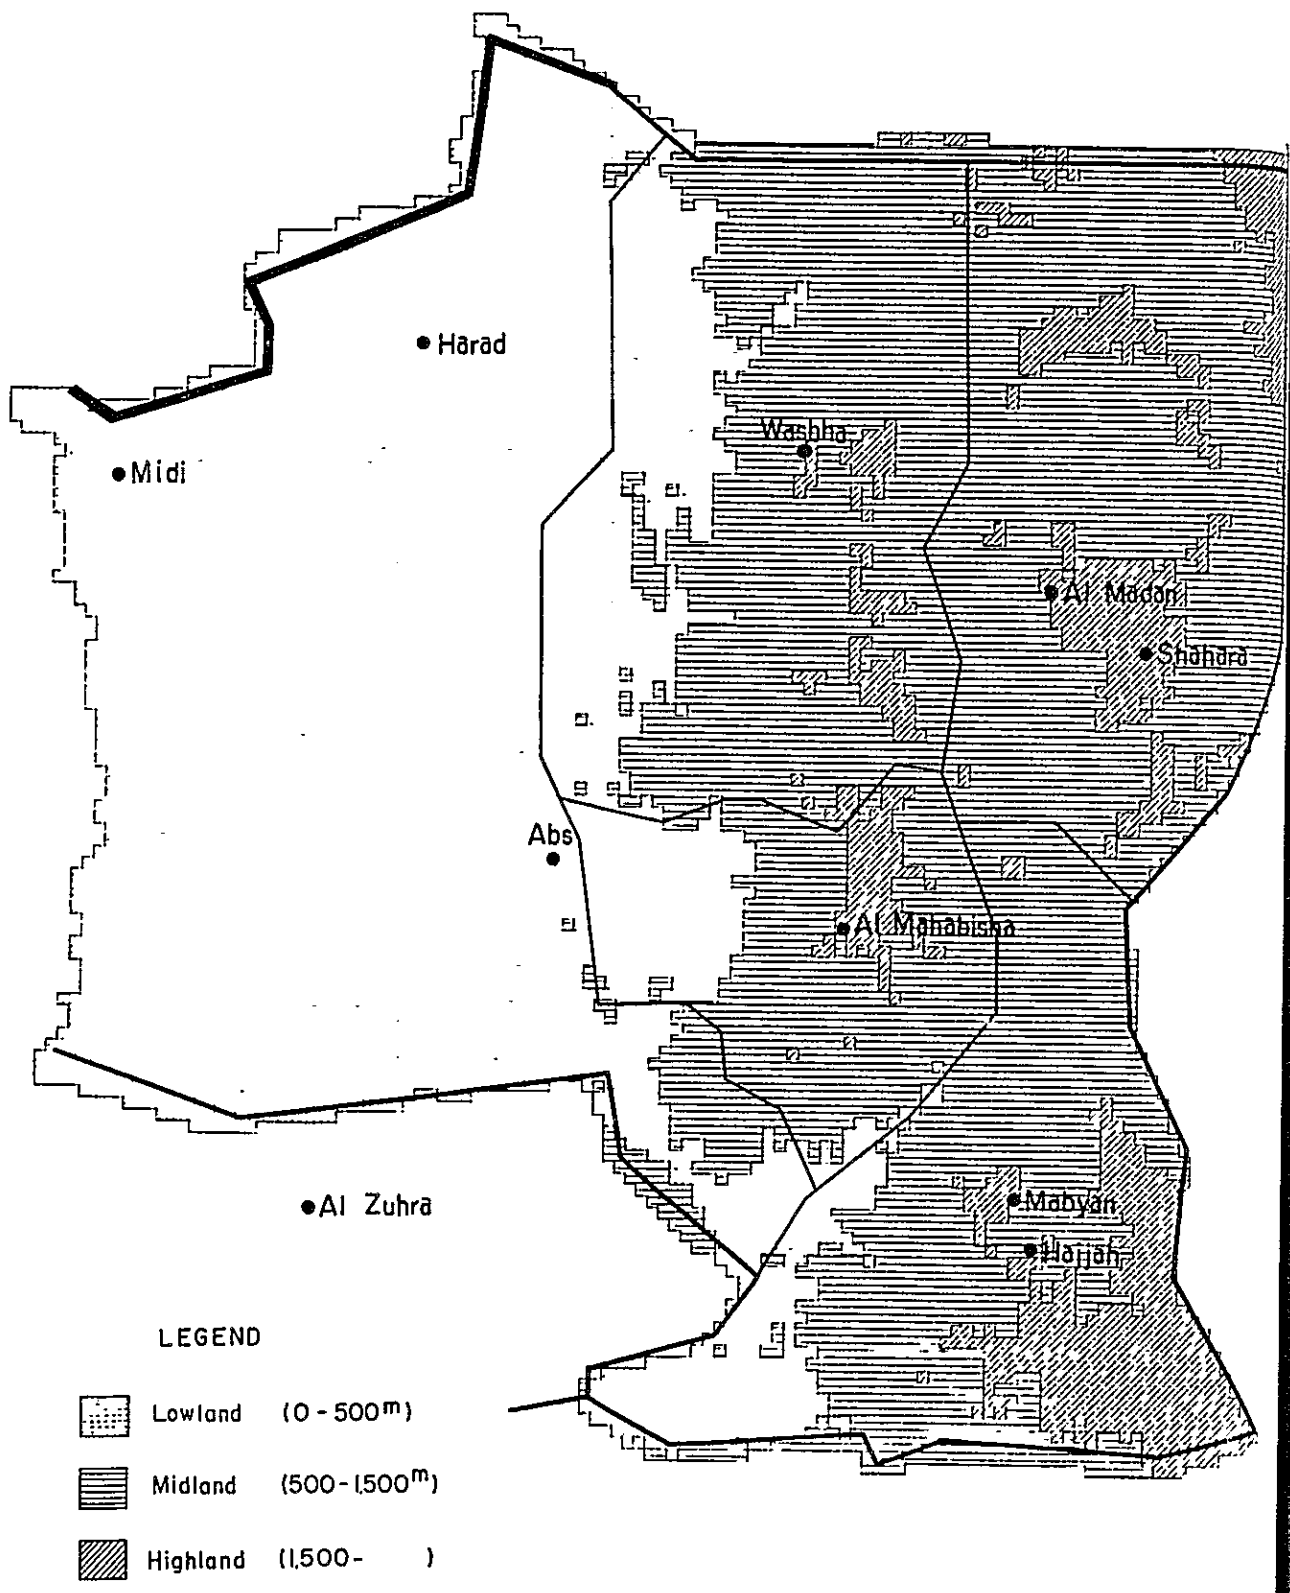 Harad
Washha
Midi
Al Madan
Shahara
Abs
Al Mahabisha
Mabyan
Al Zuhra
Hajjah
LEGEND
Lowland (0-500m)
Midland (500-1,500m)
Highland (1,500- )